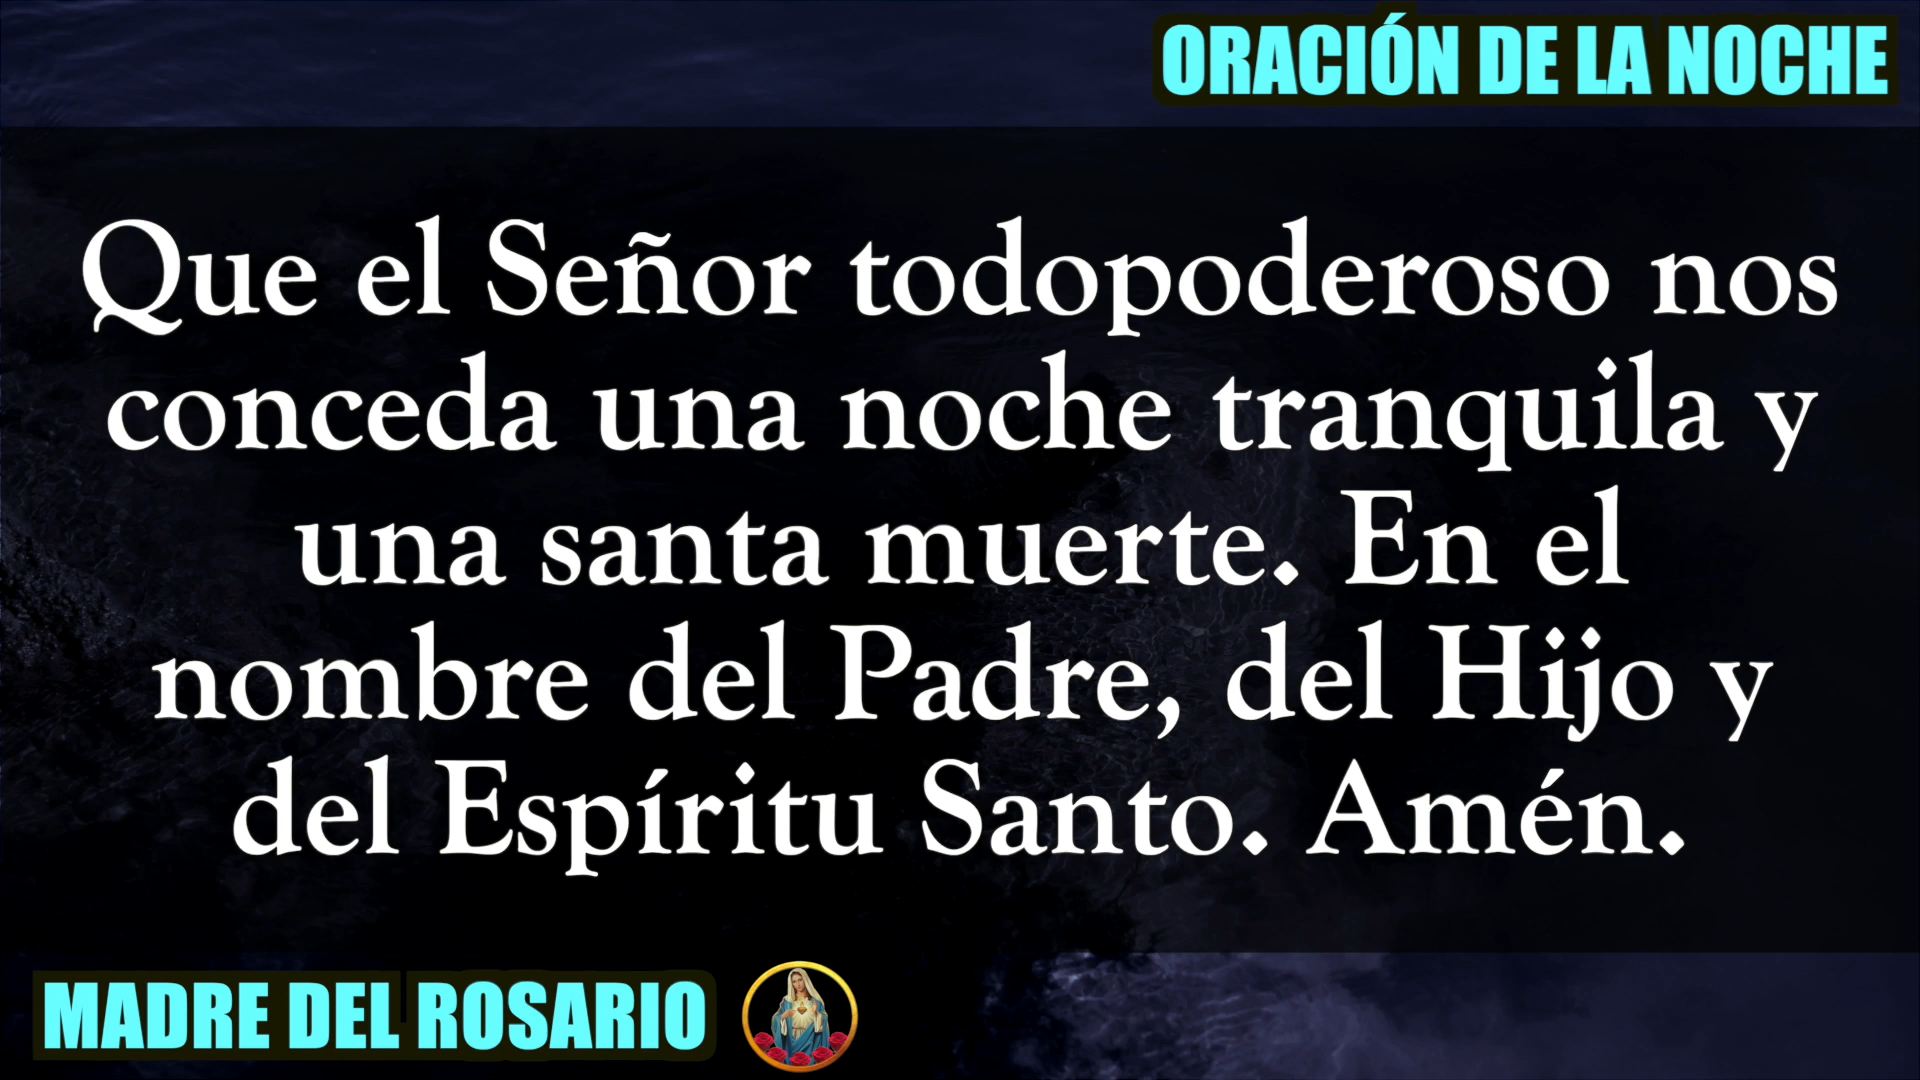 ORACIÓN DE LA NOCHE
Que el Señor todopoderoso nos
conceda una noche tranquila y
una santa muerte. En el
nombre del Padre, del Hijo y
del Espíritu Santo. Amén.
MADRE DEL ROSARIO